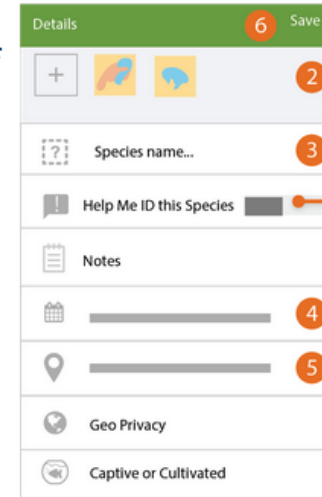 Details 6 Save
+ 2
? Species name... 3
! Help Me ID this Species
Notes
4
5
Geo Privacy
Captive or Cultivated